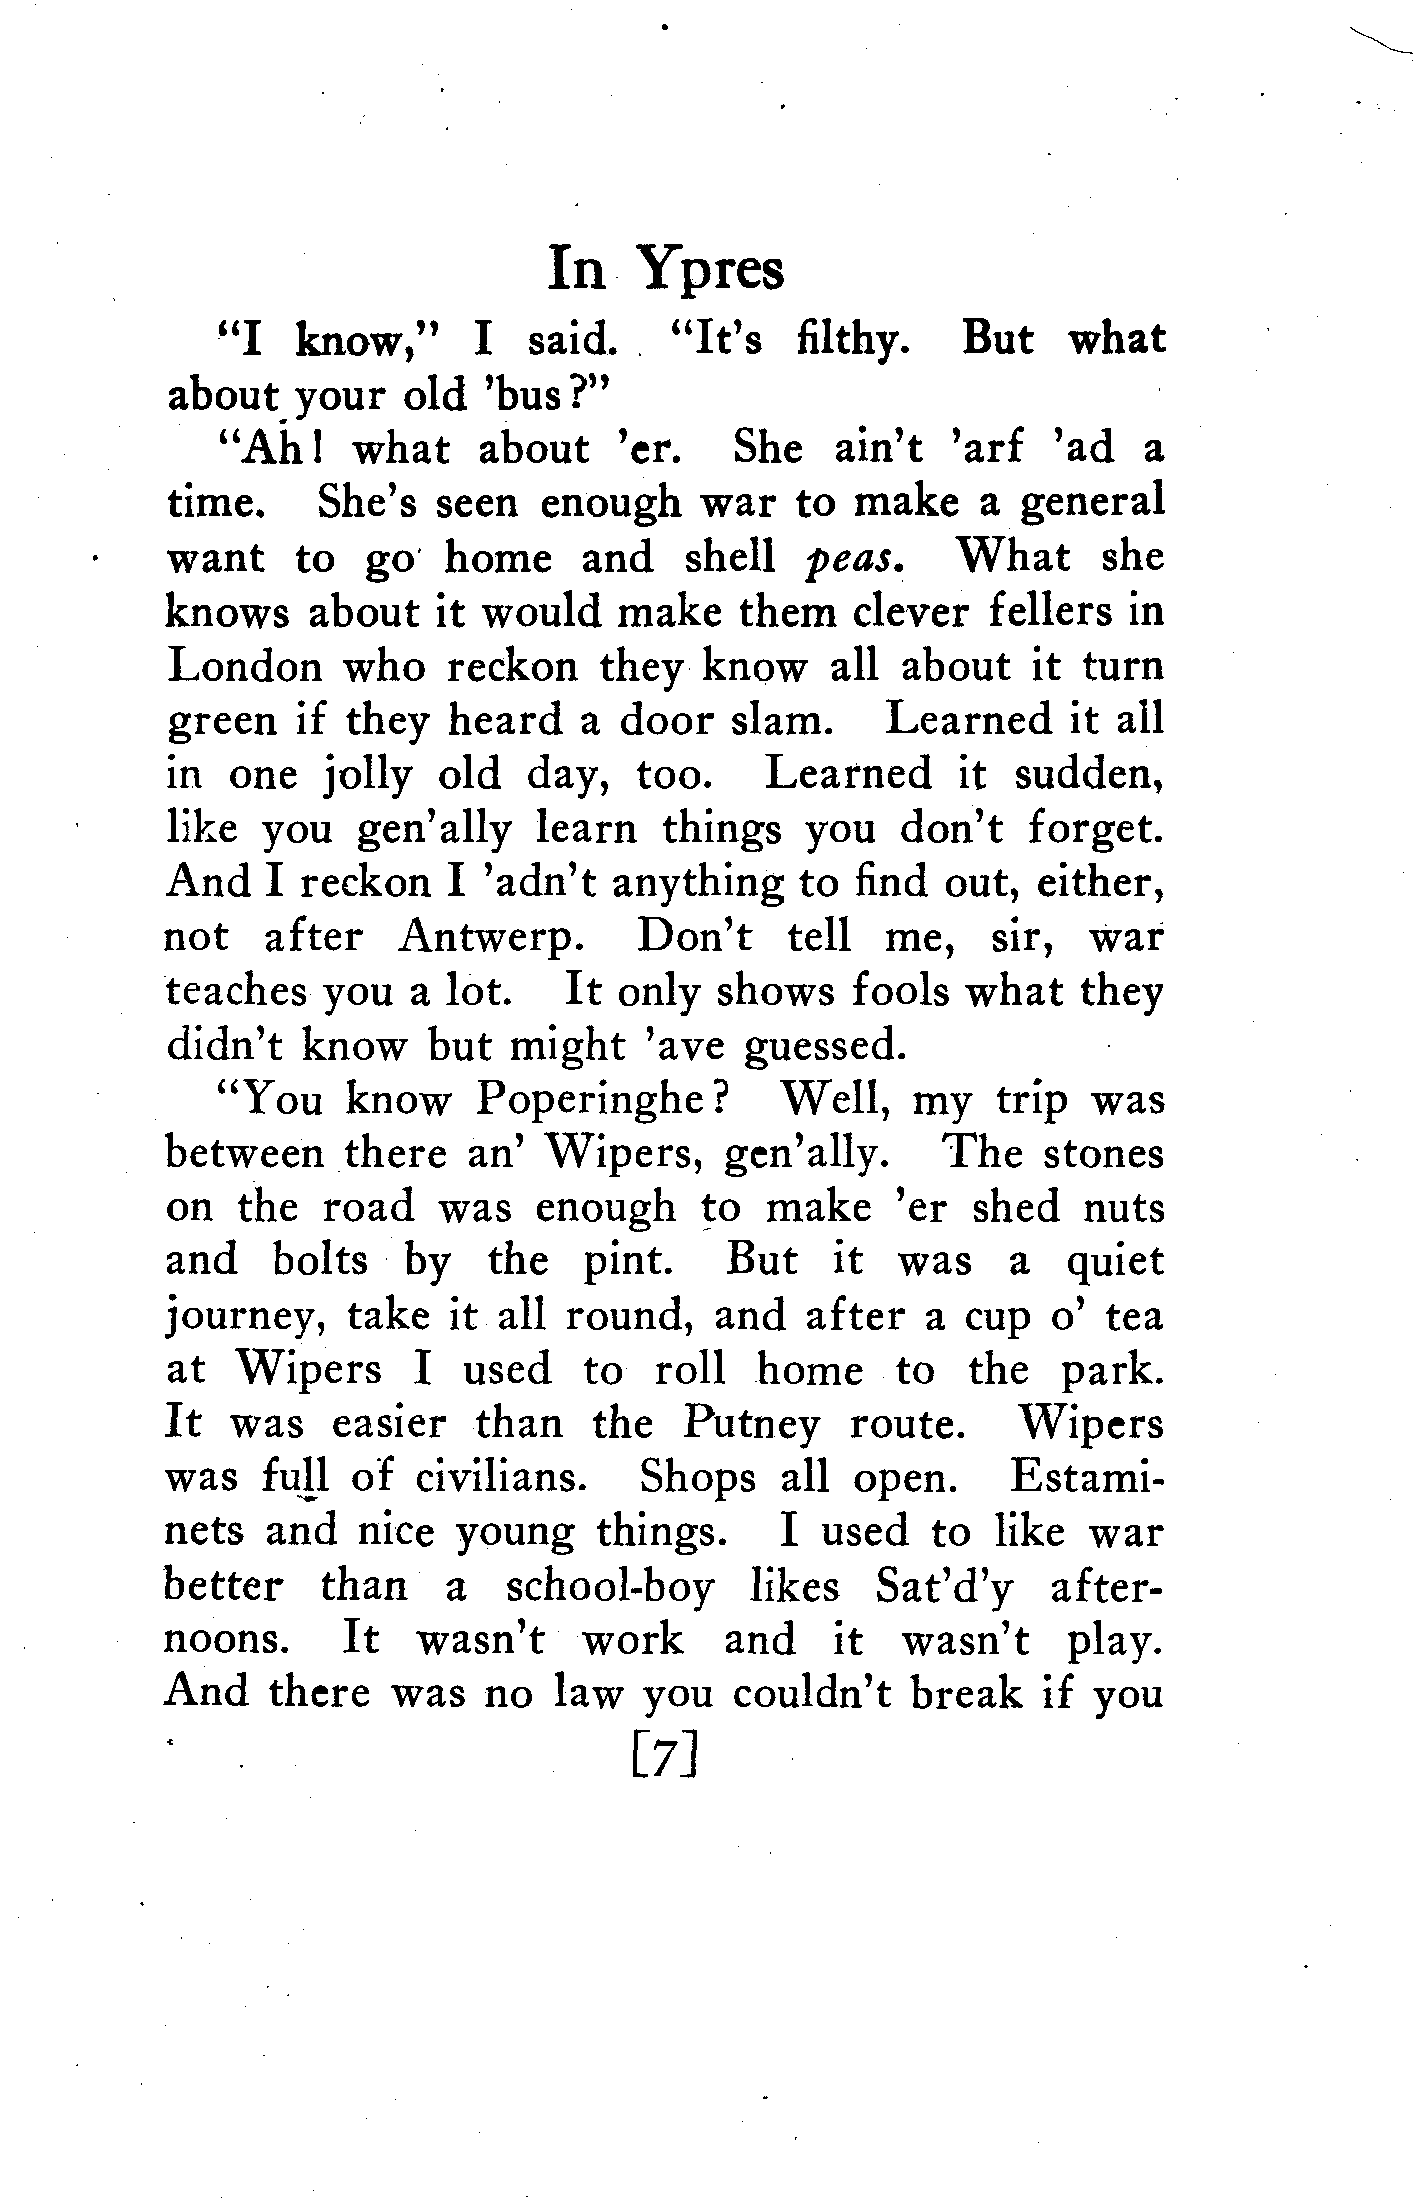 In Ypres
“I know,” I said. “It’s filthy. But what
about your old ’bus?”
“Ah! what about ’er. She ain’t ’arf ’ad a
time. She’s seen enough war to make a general
want to go home and shell peas. What she
knows about it would make them clever fellers in
London who reckon they know all about it turn
green if they heard a door slam. Learned it all
in one jolly old day, too. Learned it sudden,
like you gen’ally learn things you don’t forget.
And I reckon I ’adn’t anything to find out, either,
not after Antwerp. Don’t tell me, sir, war
teaches you a lot. It only shows fools what they
didn’t know but might ’ave guessed.
“You know Poperinghe? Well, my trip was
between there an’ Wipers, gen’ally. The stones
on the road was enough to make ’er shed nuts
and bolts by the pint. But it was a quiet
journey, take it all round, and after a cup o’ tea
at Wipers I used to roll home to the park.
It was easier than the Putney route. Wipers
was full of civilians. Shops all open. Estami-
nets and nice young things. I used to like war
better than a school-boy likes Sat’d’y after-
noons. It wasn’t work and it wasn’t play.
And there was no law you couldn’t break if you
[7]